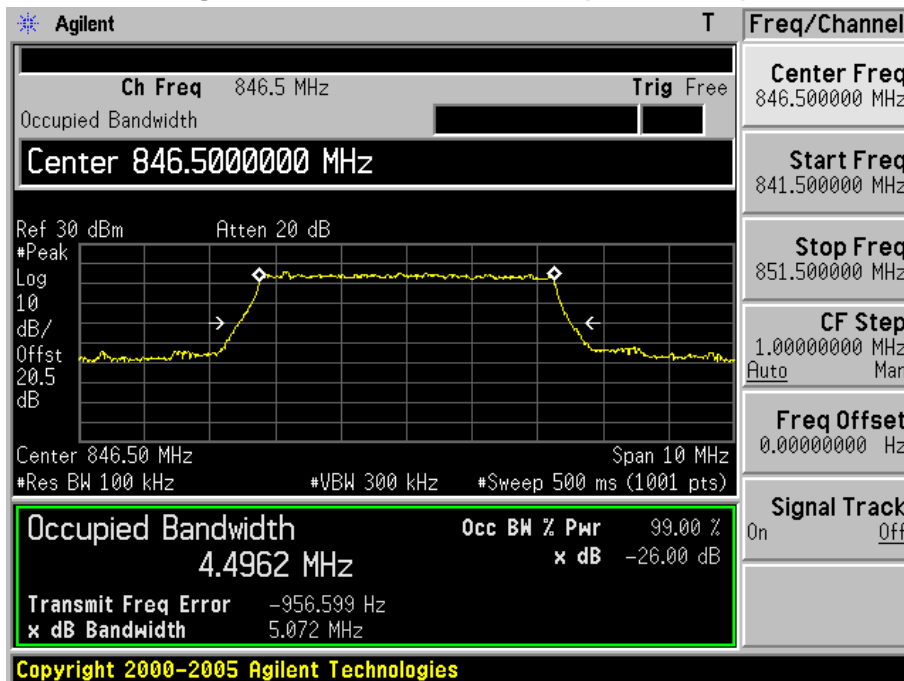 Agilent T Freq/Channel
Ch Freq 846.5 MHz Trig Free
Occupied Bandwidth
Center 846.5000000 MHz
Ref 30 dBm Atten 20 dB
#Peak
Log
10
dB/
Offst
20.5
dB
Center 846.50 MHz Span 10 MHz
#Res BW 100 kHz #VBW 300 kHz #Sweep 500 ms (1001 pts)
Occupied Bandwidth Occ BW % Pwr 99.00 %
4.4962 MHz x dB -26.00 dB
Transmit Freq Error -956.599 Hz
x dB Bandwidth 5.072 MHz
Copyright 2000-2005 Agilent Technologies
Center Freq
846.500000 MHz
Start Freq
841.500000 MHz
Stop Freq
851.500000 MHz
CF Step
1.00000000 MHz
Auto Man
Freq Offset
0.00000000 Hz
Signal Track
On Off